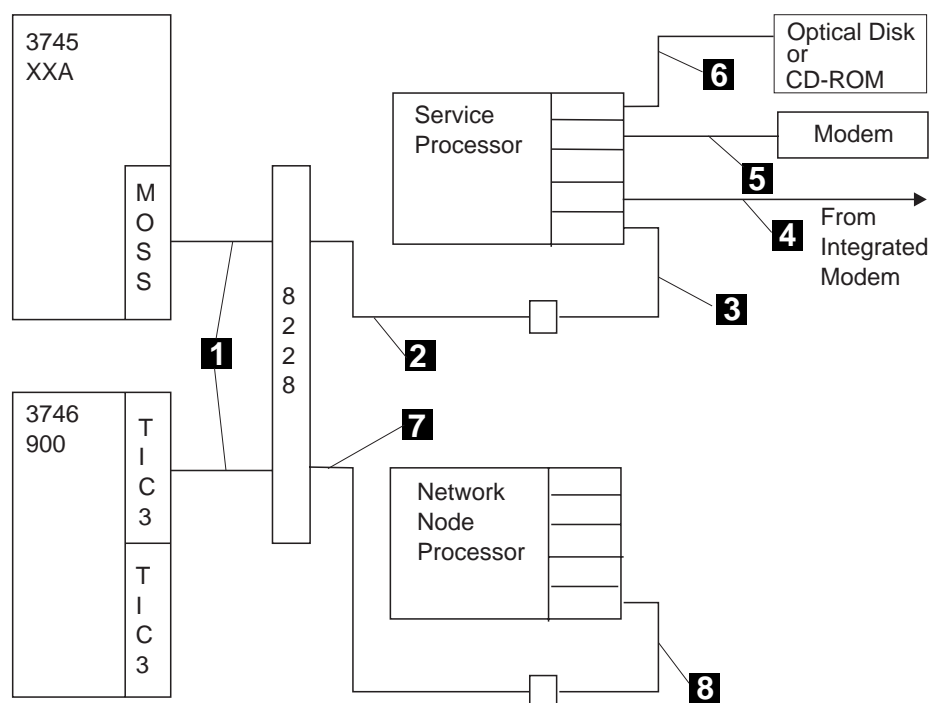 3745
XXA
M
O
S
S
8
2
2
8
1
Service
Processor
Optical Disk
or
CD-ROM
6
Modem
5
4
From
Integrated
Modem
3
2
3746
900
T
I
C
3
T
I
C
3
7
Network
Node
Processor
8